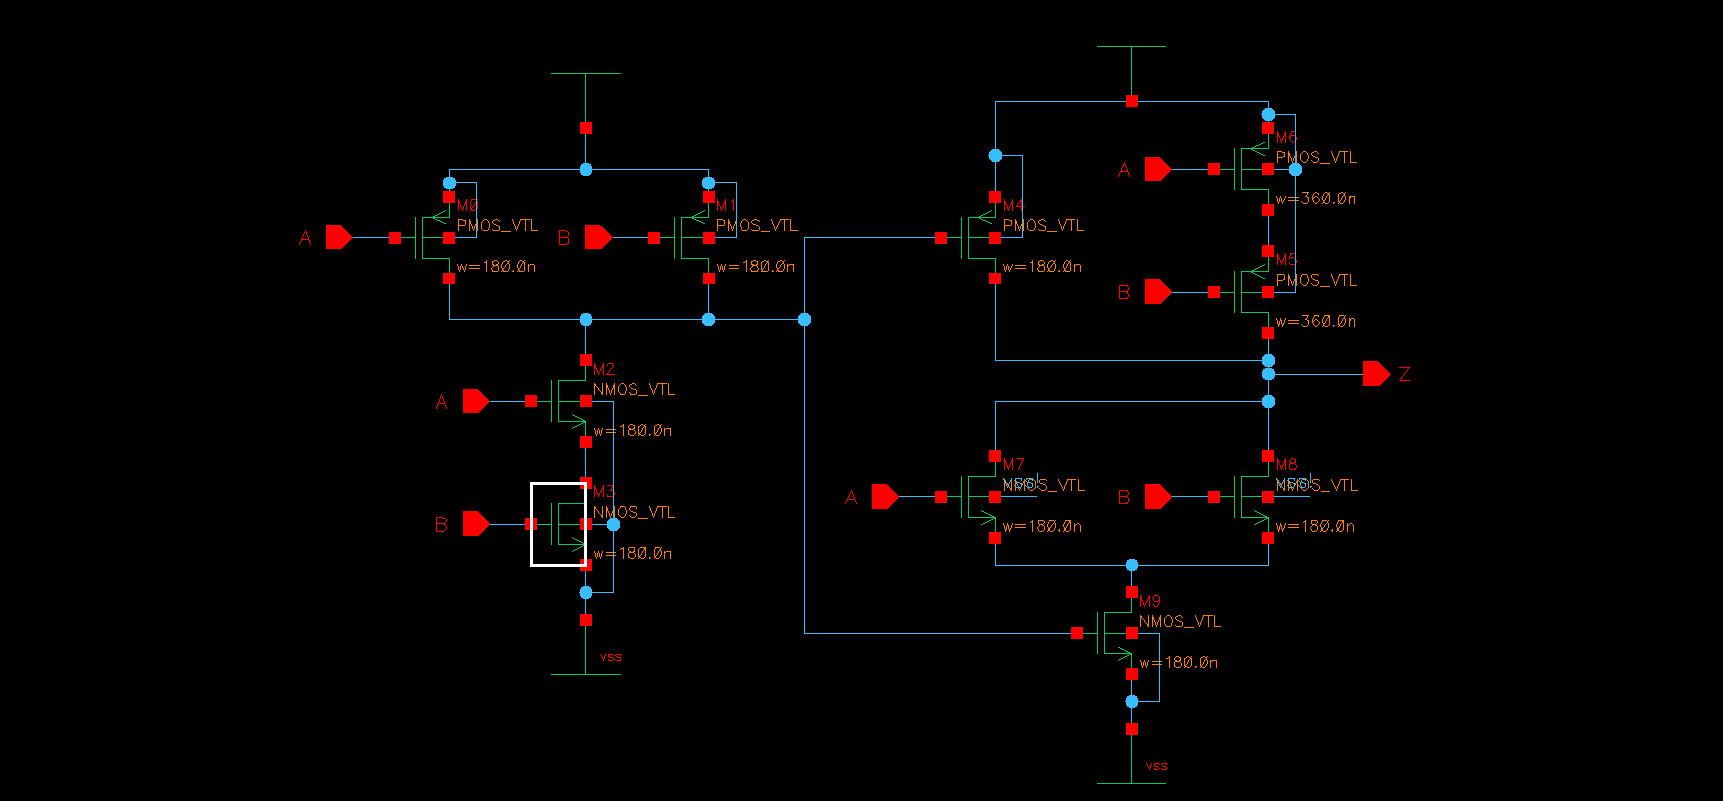 A
M0
PMOS_VTL
w=180.0n
B
M1
PMOS_VTL
w=180.0n
A
M2
NMOS_VTL
w=180.0n
B
M3
NMOS_VTL
w=180.0n
vss
M4
PMOS_VTL
w=180.0n
A
M6
PMOS_VTL
w=360.0n
B
M5
PMOS_VTL
w=360.0n
Z
A
M7
vss!
NMOS_VTL
w=180.0n
B
M8
vss!
NMOS_VTL
w=180.0n
M9
NMOS_VTL
w=180.0n
vss